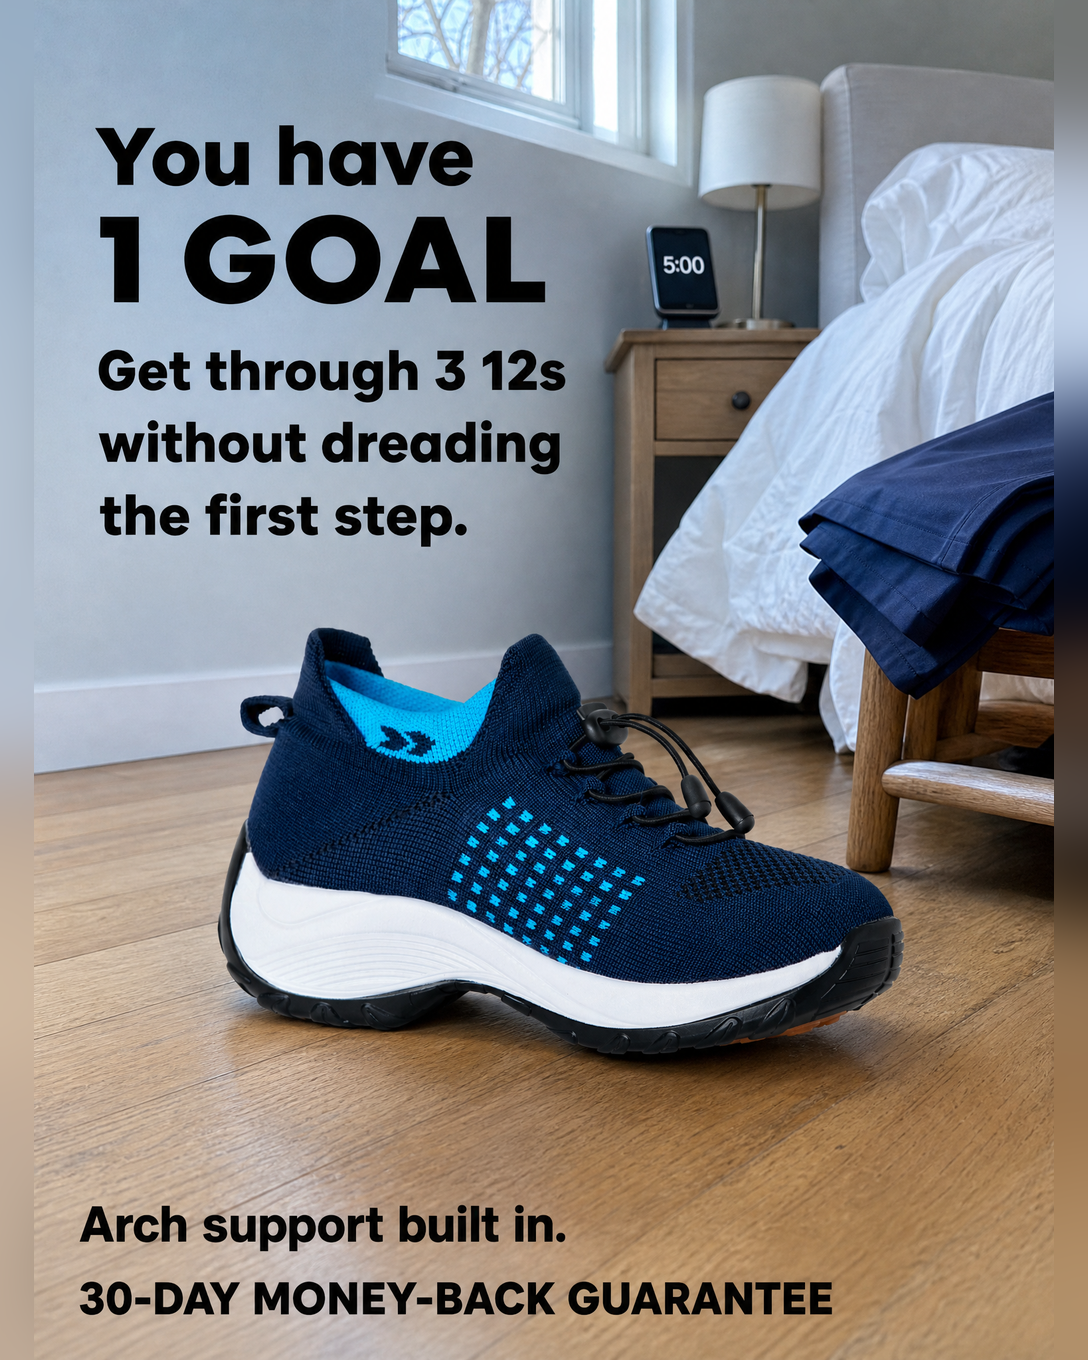 You have
1 GOAL
5:00
Get through 3 12s
without dreading
the first step.
Arch support built in.
30-DAY MONEY-BACK GUARANTEE